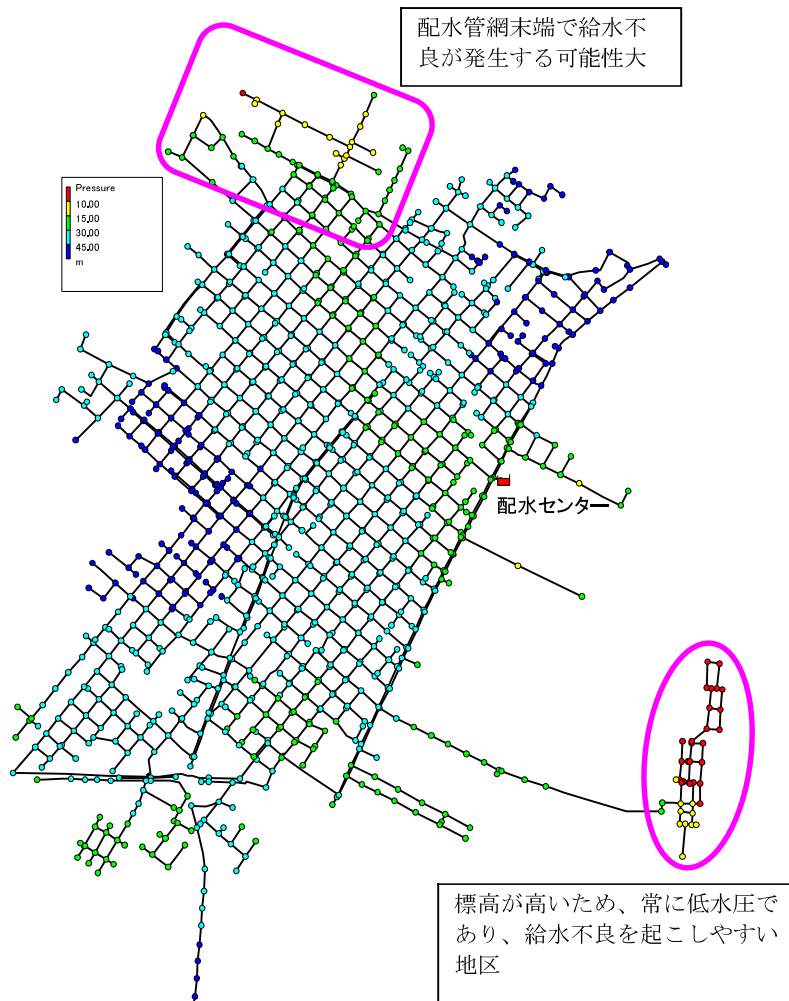 配水管網末端で給水不
良が発生する可能性大
Pressure
10.00
15.00
30.00
45.00
m
配水センター
標高が高いため、常に低水圧で
あり、給水不良を起こしやすい
地区